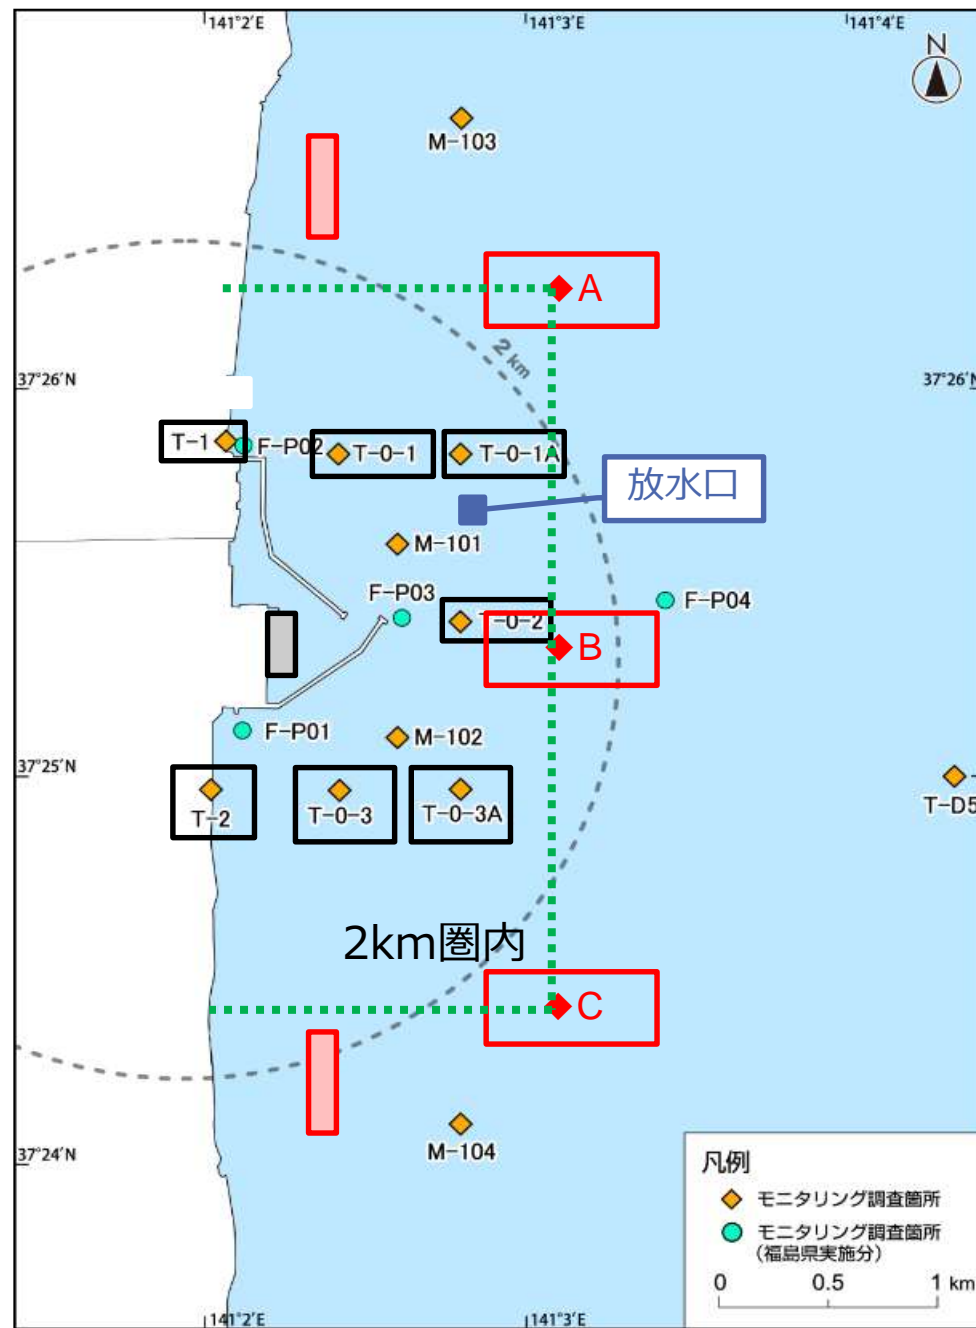 141°2′E
141°3′E
141°4′E
N
M-103
A
2 km
37°26′N
37°26′N
T-1
F-P02
T-0-1
T-0-1A
放水口
M-101
F-P03
T-0-2
F-P04
B
F-P01
M-102
37°25′N
T-2
T-0-3
T-0-3A
T-D5
2km圏内
C
37°24′N
M-104
凡例
モニタリング調査箇所
モニタリング調査箇所
(福島県実施分)
0 0.5 1 km
141°2′E
141°3′E